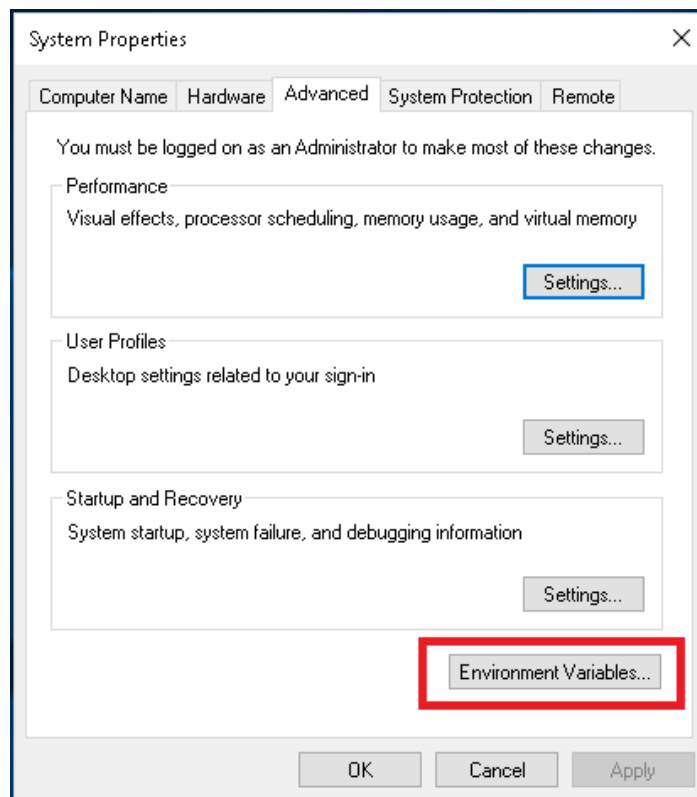 System Properties
Computer Name Hardware Advanced System Protection Remote
You must be logged on as an Administrator to make most of these changes.
Performance
Visual effects, processor scheduling, memory usage, and virtual memory
Settings...
User Profiles
Desktop settings related to your sign-in
Settings...
Startup and Recovery
System startup, system failure, and debugging information
Settings...
Environment Variables...
OK Cancel Apply